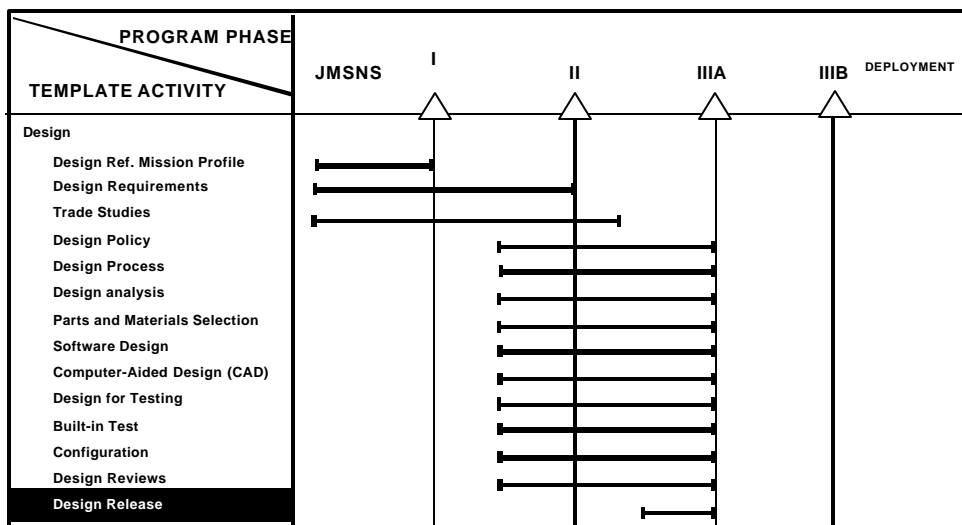 PROGRAM PHASE
TEMPLATE ACTIVITY
JMSNS
I
II
IIIA
IIIB
DEPLOYMENT
Design
Design Ref. Mission Profile
Design Requirements
Trade Studies
Design Policy
Design Process
Design analysis
Parts and Materials Selection
Software Design
Computer-Aided Design (CAD)
Design for Testing
Built-in Test
Configuration
Design Reviews
Design Release